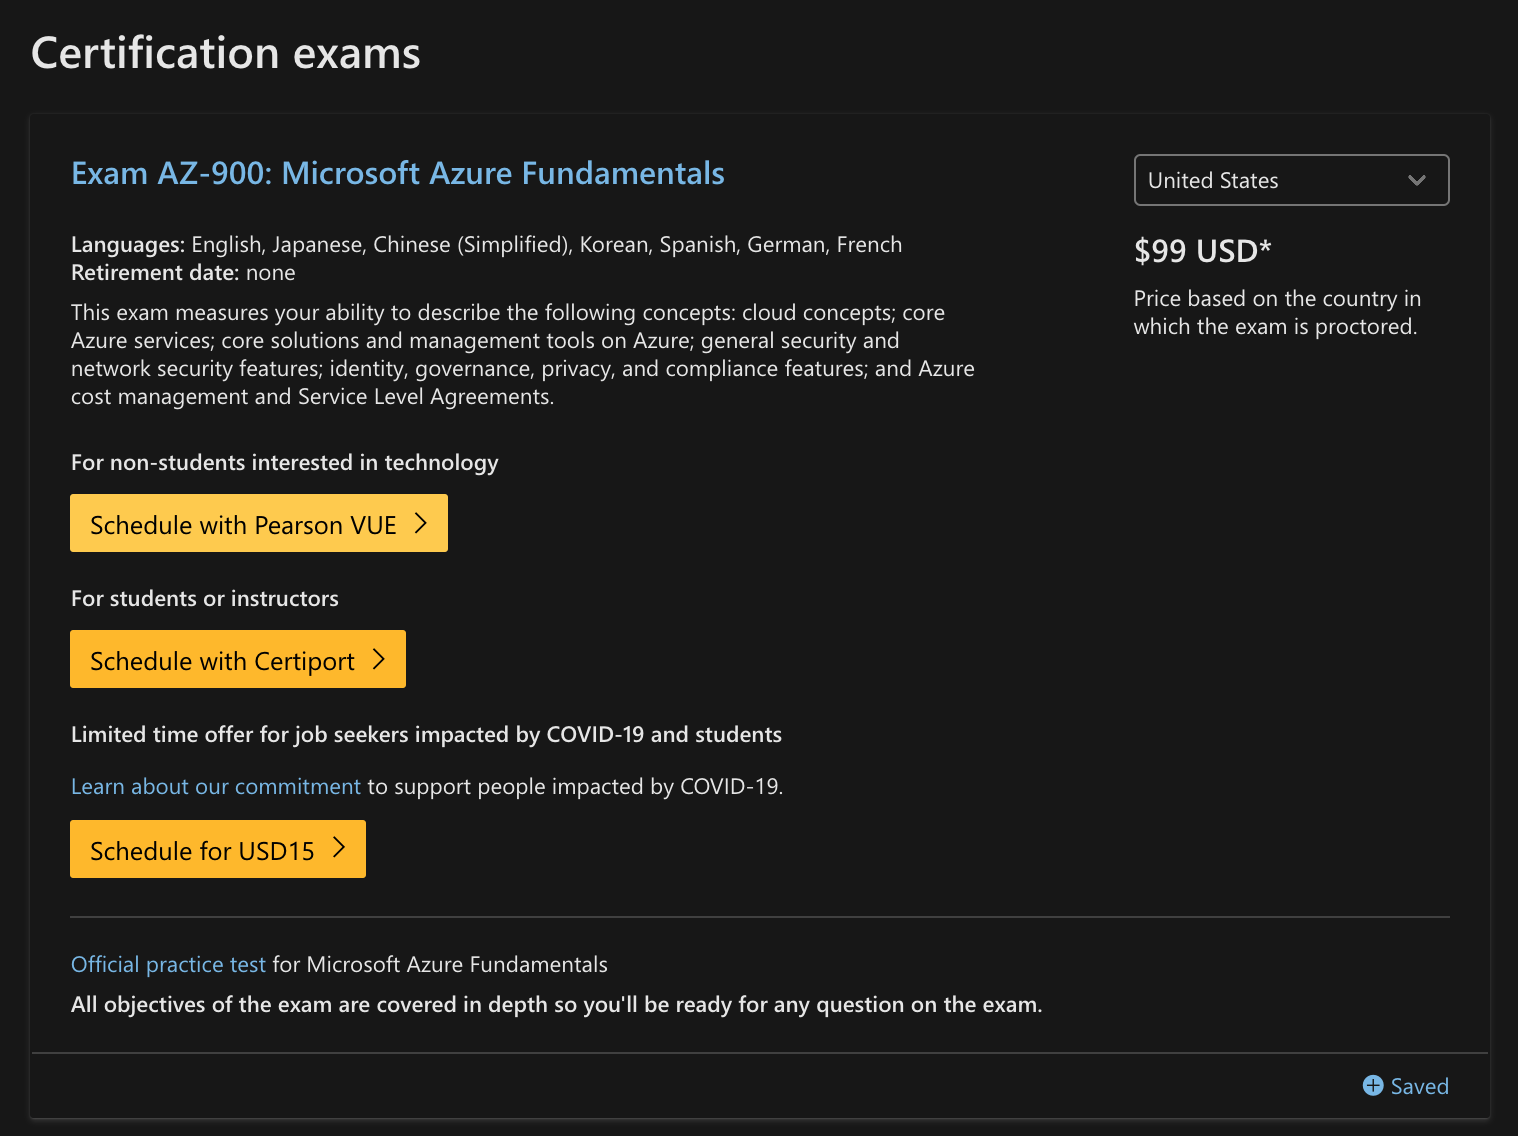 Certification exams
Exam AZ-900: Microsoft Azure Fundamentals
Languages: English, Japanese, Chinese (Simplified), Korean, Spanish, German, French
Retirement date: none
This exam measures your ability to describe the following concepts: cloud concepts; core
Azure services; core solutions and management tools on Azure; general security and
network security features; identity, governance, privacy, and compliance features; and Azure
cost management and Service Level Agreements.
United States
$99 USD*
Price based on the country in
which the exam is proctored.
For non-students interested in technology
Schedule with Pearson VUE
For students or instructors
Schedule with Certiport
Limited time offer for job seekers impacted by COVID-19 and students
Learn about our commitment to support people impacted by COVID-19.
Schedule for USD15
Official practice test for Microsoft Azure Fundamentals
All objectives of the exam are covered in depth so you'll be ready for any question on the exam.
Saved